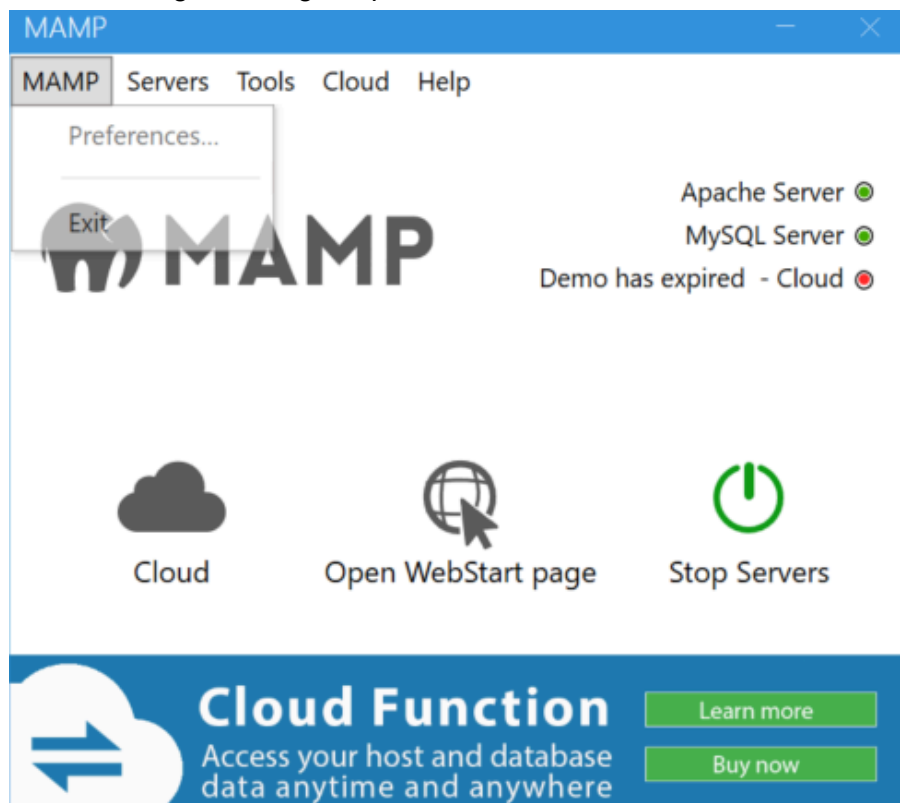 MAMP
MAMP Servers Tools Cloud Help
Preferences...
Exit
MAMP
Apache Server
MySQL Server
Demo has expired - Cloud
Cloud
Open WebStart page
Stop Servers
Cloud Function
Access your host and database
data anytime and anywhere
Learn more
Buy now